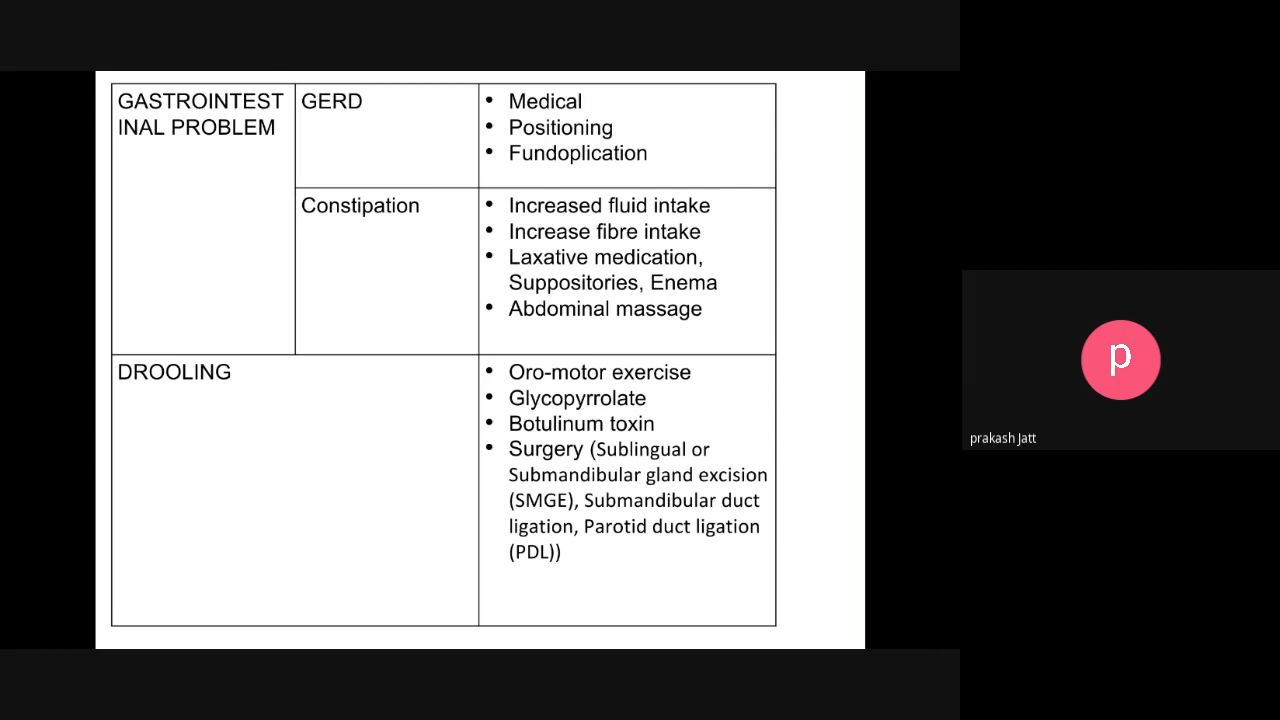 GASTROINTEST
INAL PROBLEM
GERD
• Medical
• Positioning
• Fundoplication
Constipation
• Increased fluid intake
• Increase fibre intake
• Laxative medication,
Suppositories, Enema
• Abdominal massage
DROOLING
• Oro-motor exercise
• Glycopyrrolate
• Botulinum toxin
• Surgery (Sublingual or
Submandibular gland excision
(SMGE), Submandibular duct
ligation, Parotid duct ligation
(PDL))
p
prakash Jatt